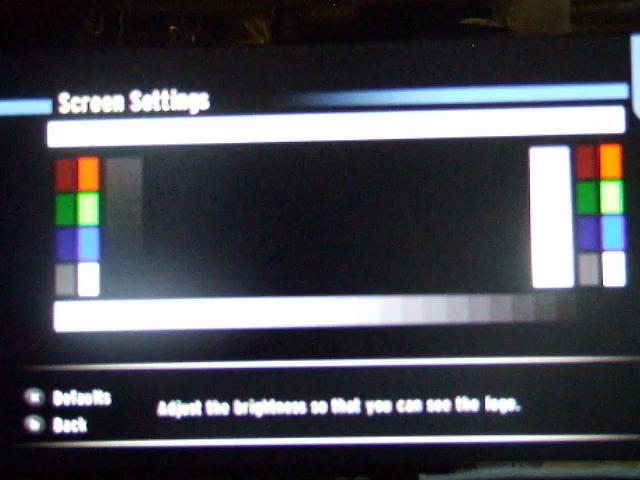 Screen Settings
Defaults
Back
Adjust the brightness so that you can see the logo.